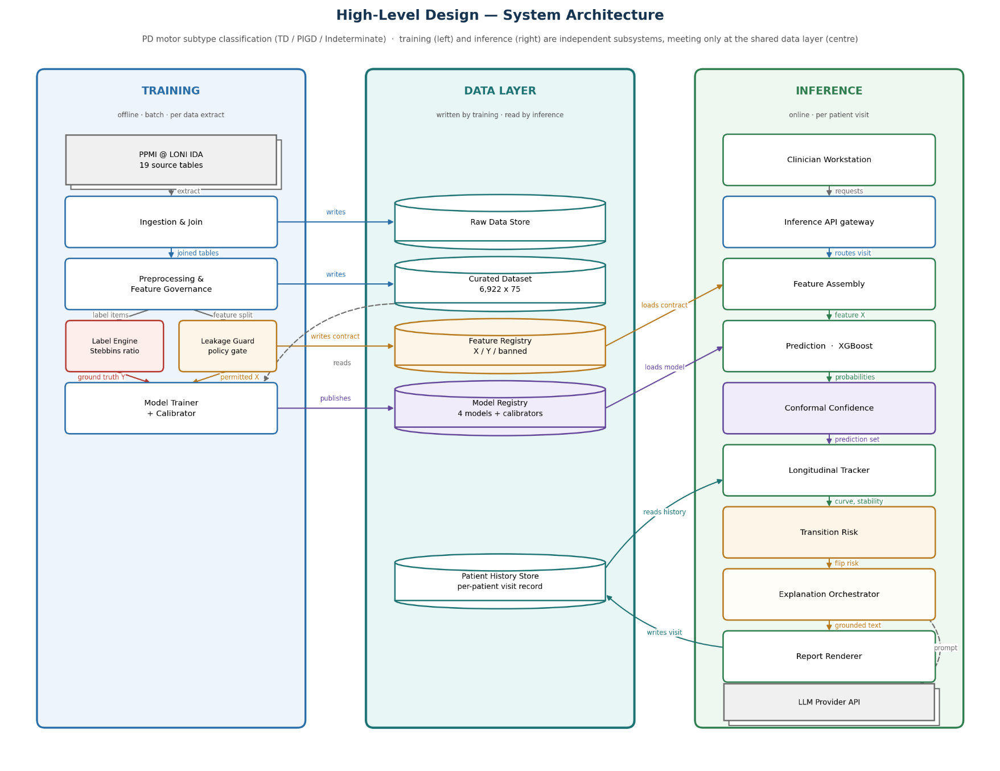 High-Level Design — System Architecture
PD motor subtype classification (TD / PIGD / Indeterminate)  ·  training (left) and inference (right) are independent subsystems, meeting only at the shared data layer (centre)
TRAINING
offline · batch · per data extract
PPMI @ LONI IDA
19 source tables
extract
Ingestion & Join
joined tables
Preprocessing &
Feature Governance
label items
feature split
Label Engine
Stebbins ratio
Leakage Guard
policy gate
ground truth Y
permitted X
Model Trainer
+ Calibrator
writes
writes
writes contract
reads
publishes
DATA LAYER
written by training · read by inference
Raw Data Store
Curated Dataset
6,922 x 75
Feature Registry
X / Y / banned
Model Registry
4 models + calibrators
Patient History Store
per-patient visit record
loads contract
loads model
reads history
writes visit
INFERENCE
online · per patient visit
Clinician Workstation
requests
Inference API gateway
routes visit
Feature Assembly
feature X
Prediction  ·  XGBoost
probabilities
Conformal Confidence
prediction set
Longitudinal Tracker
curve, stability
Transition Risk
flip risk
Explanation Orchestrator
grounded text
prompt
Report Renderer
LLM Provider API